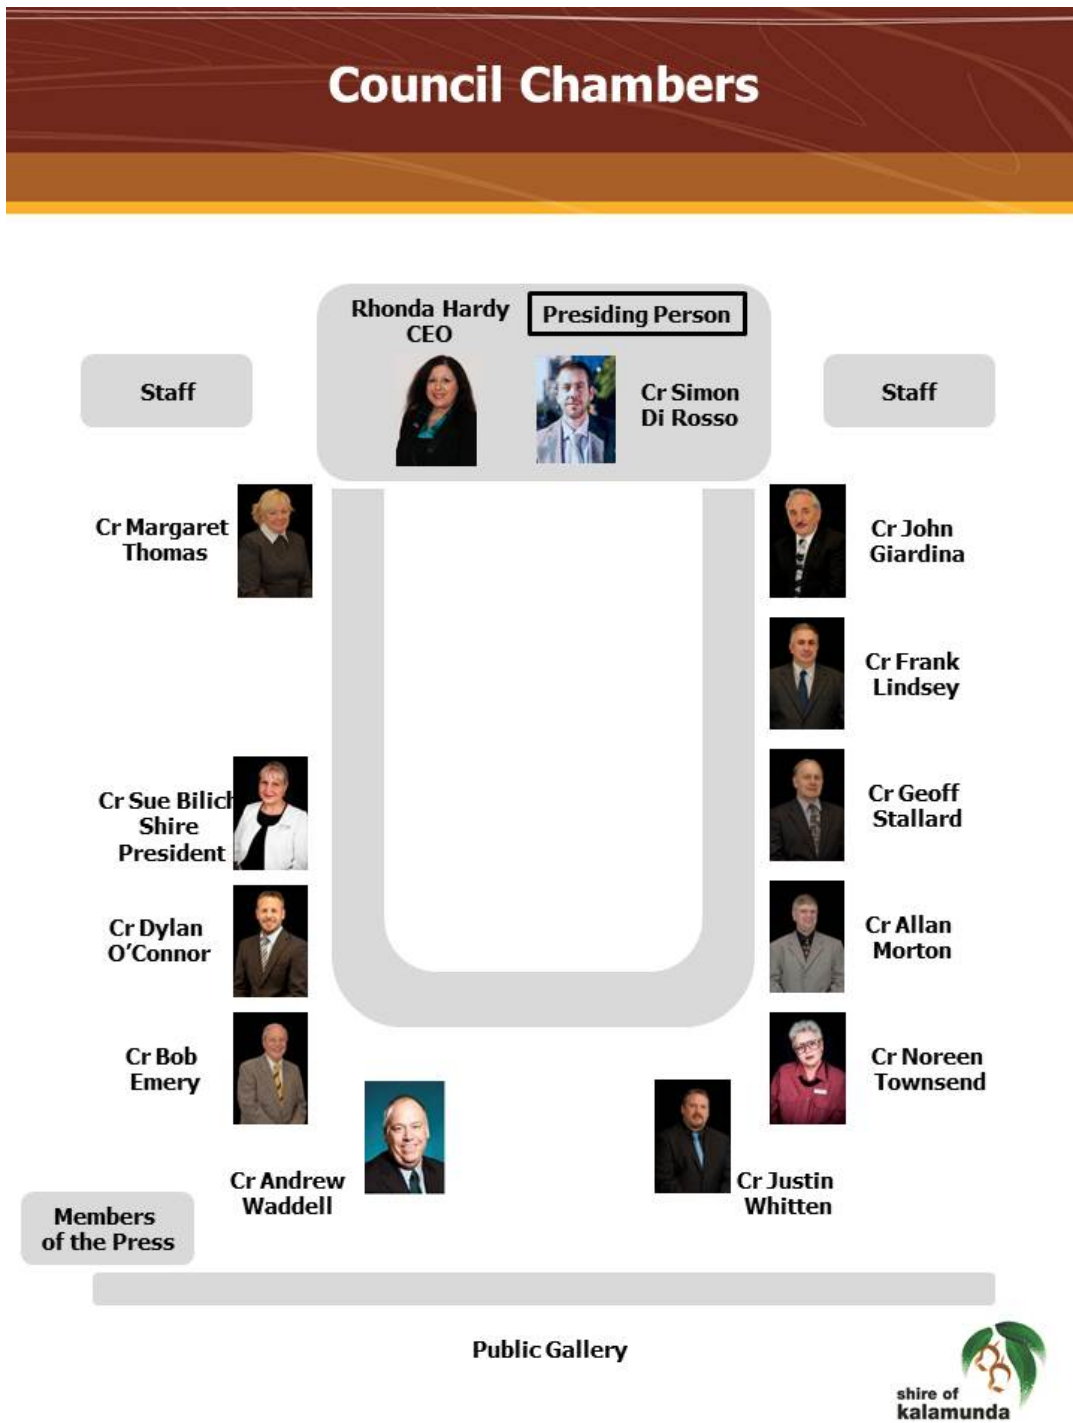 Council Chambers
Rhonda Hardy
CEO
Presiding Person
Staff
Cr Simon
Di Rosso
Staff
Cr Margaret
Thomas
Cr John
Giardina
Cr Frank
Lindsey
Cr Sue Bilich
Shire
President
Cr Geoff
Stallard
Cr Dylan
O'Connor
Cr Allan
Morton
Cr Bob
Emery
Cr Noreen
Townsend
Cr Andrew
Waddell
Cr Justin
Whitten
Members
of the Press
Public Gallery
shire of
kalamunda